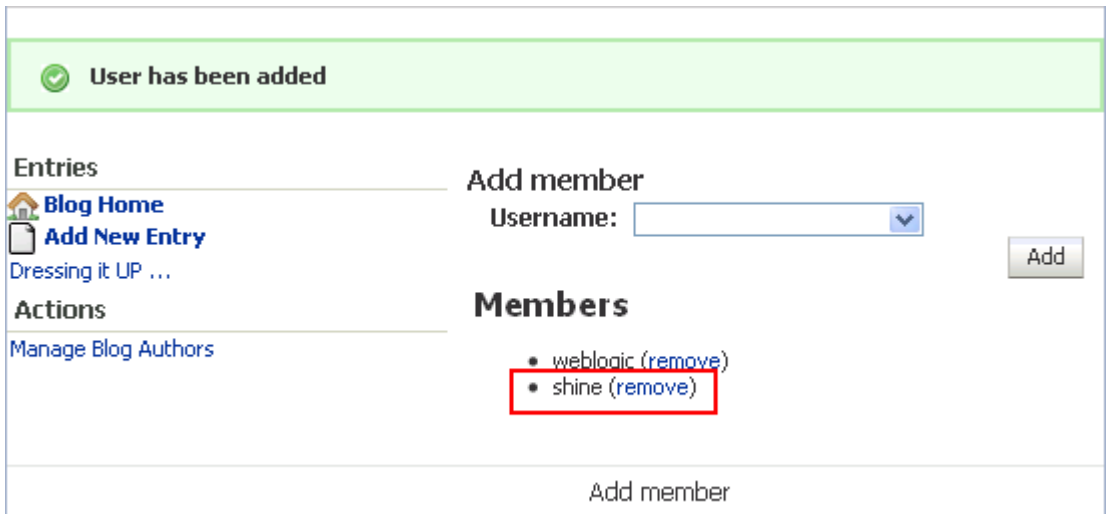 User has been added
Entries
Blog Home
Add New Entry
Dressing it UP ...
Actions
Manage Blog Authors
Add member
Username:
Add
Members
• weblogic (remove)
• shine (remove)
Add member